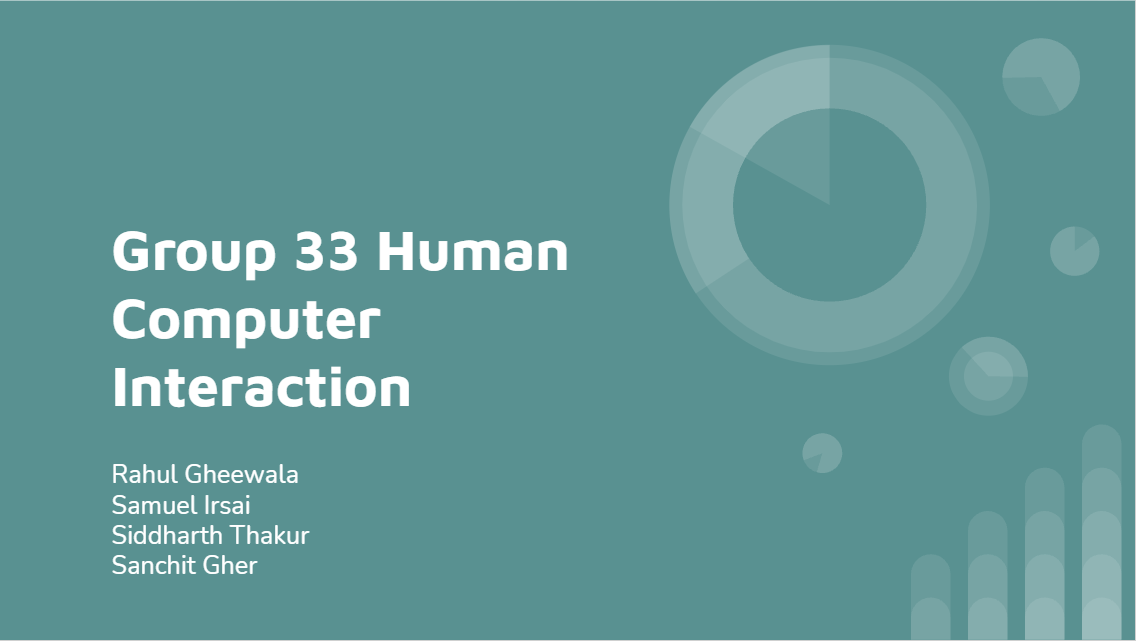 Group 33 Human
Computer
Interaction
Rahul Gheewala
Samuel Irsai
Siddharth Thakur
Sanchit Gher